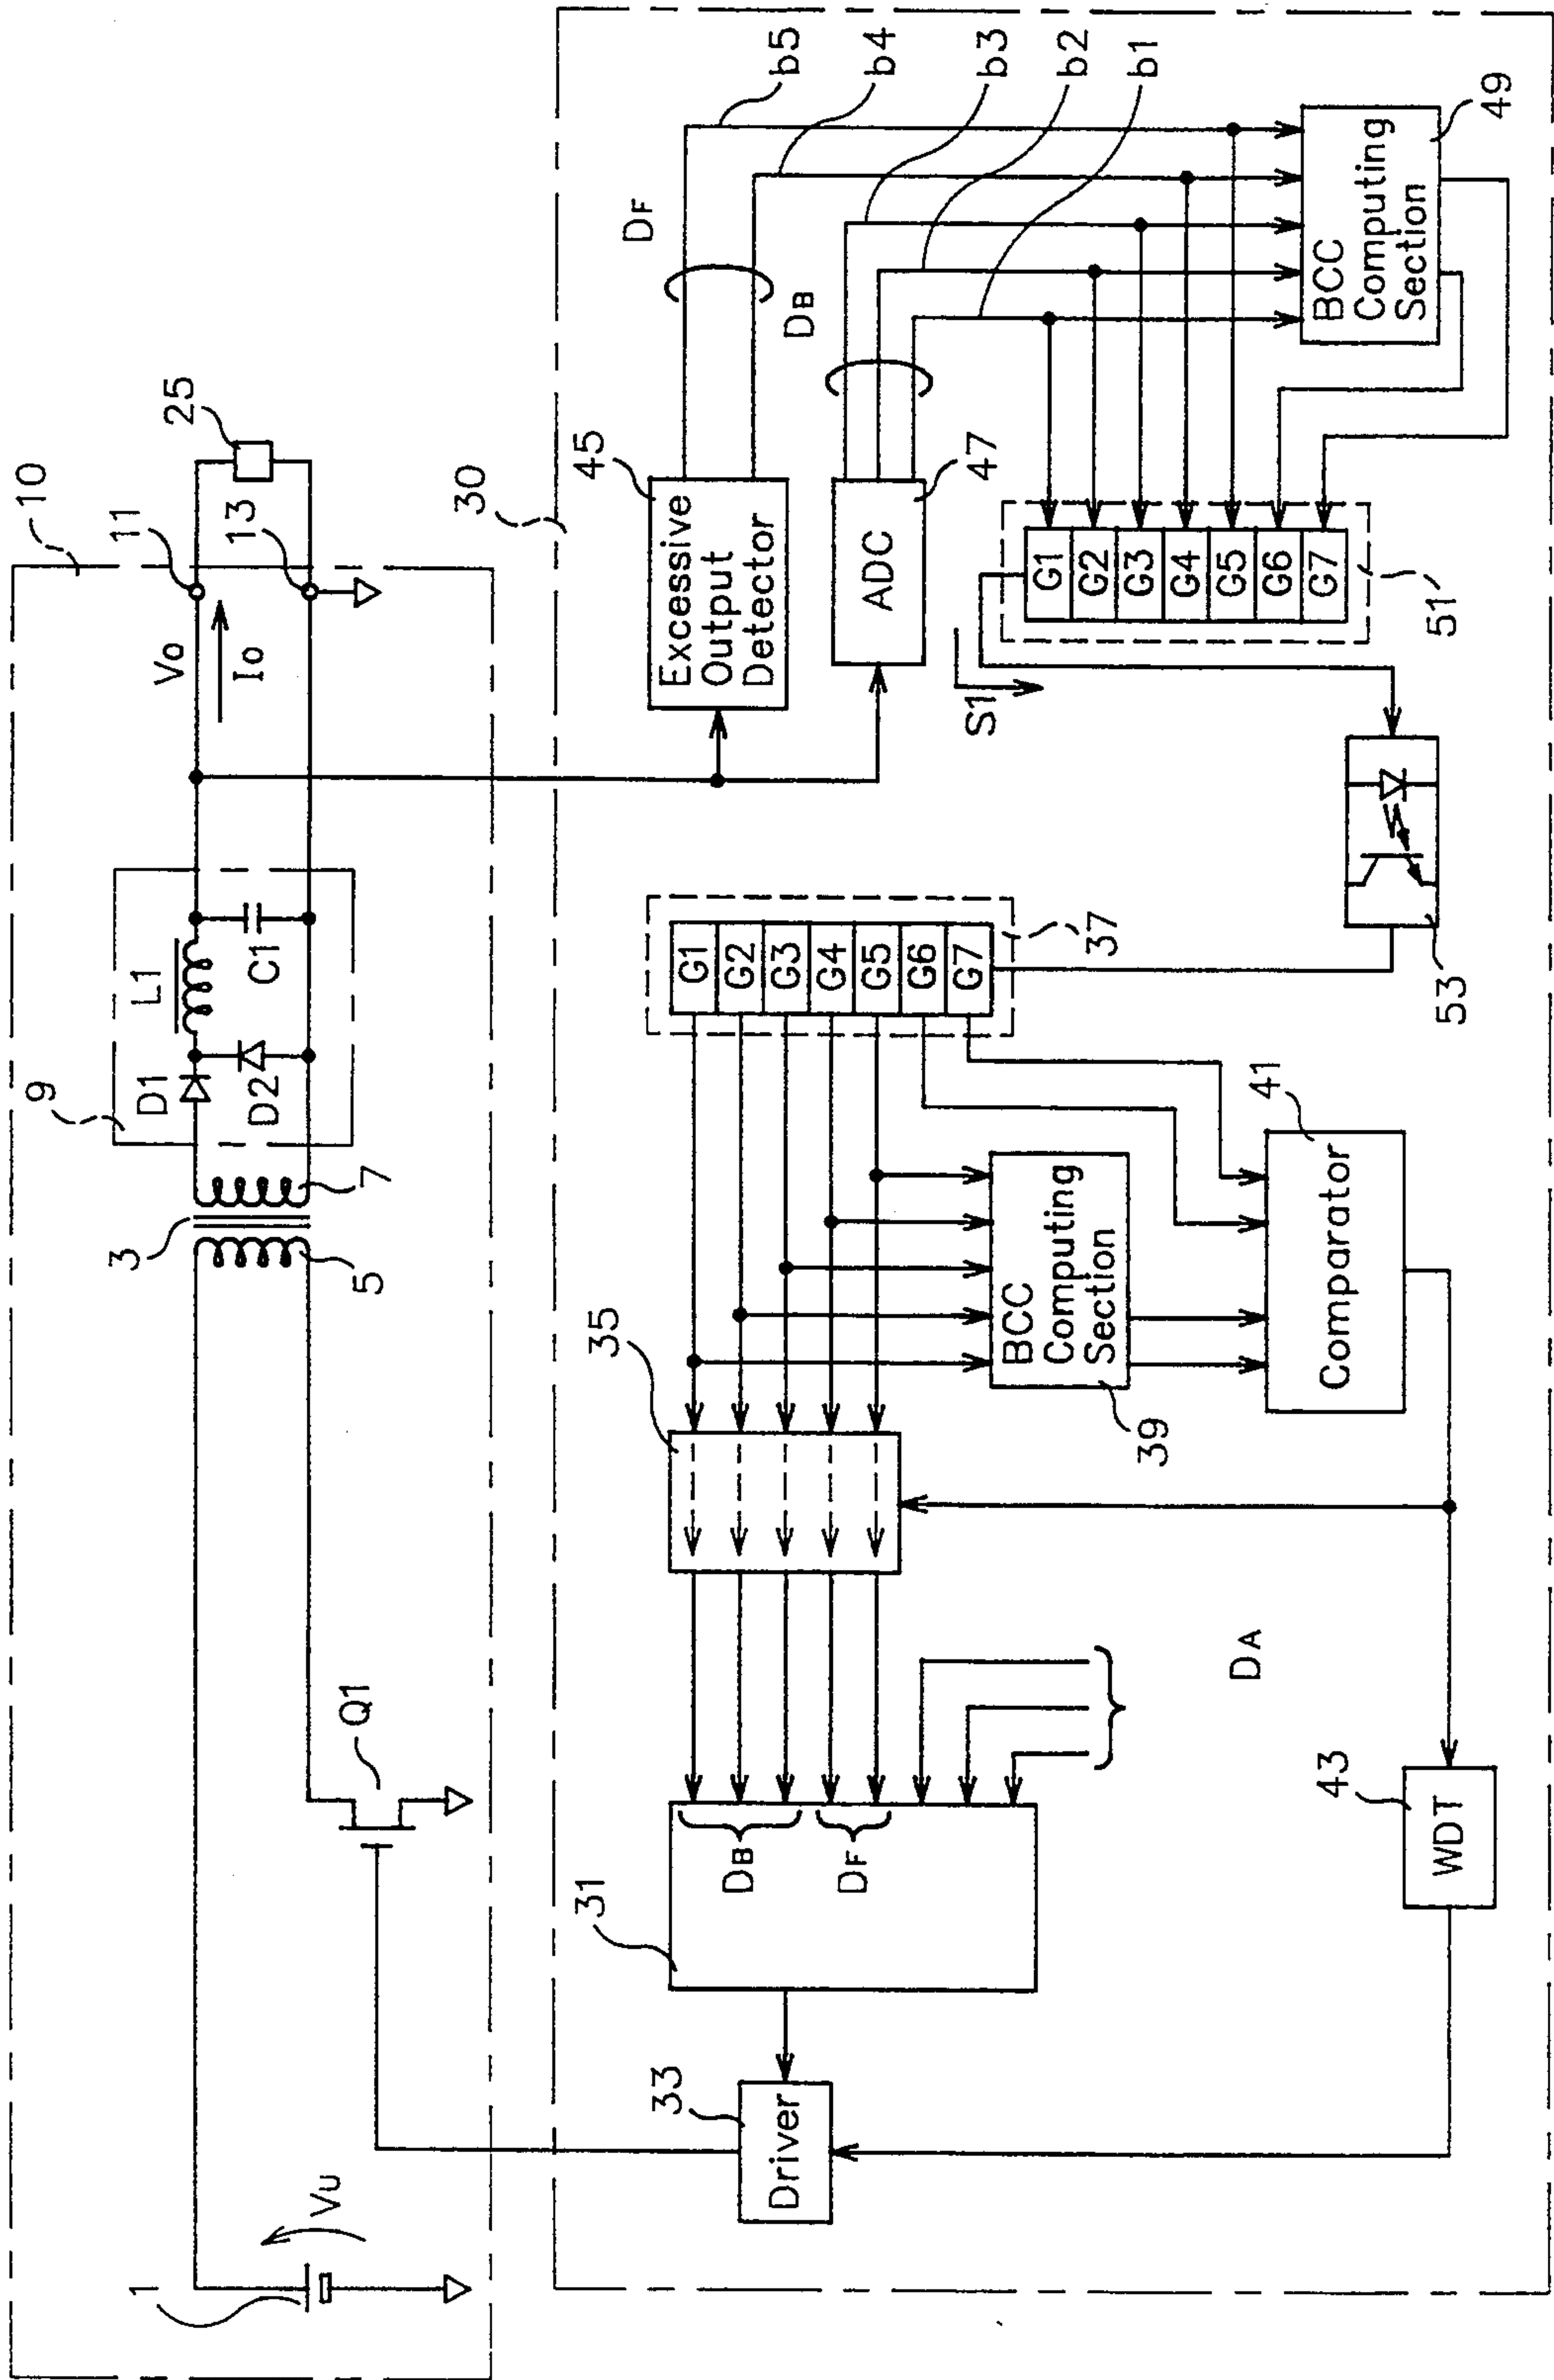 10
1
Vu
3
5
7
9
D1
D2
L1
C1
Vo
Io
11
13
25
Q1
30
33
Driver
31
DB
DF
DA
35
G1
G2
G3
G4
G5
G6
G7
37
BCC
Computing
Section
39
Comparator
41
WDT
43
45
Excessive
Output
Detector
ADC
47
DF
DB
b5
b4
b3
b2
b1
BCC
Computing
Section
49
G1
G2
G3
G4
G5
G6
G7
51
S1
53